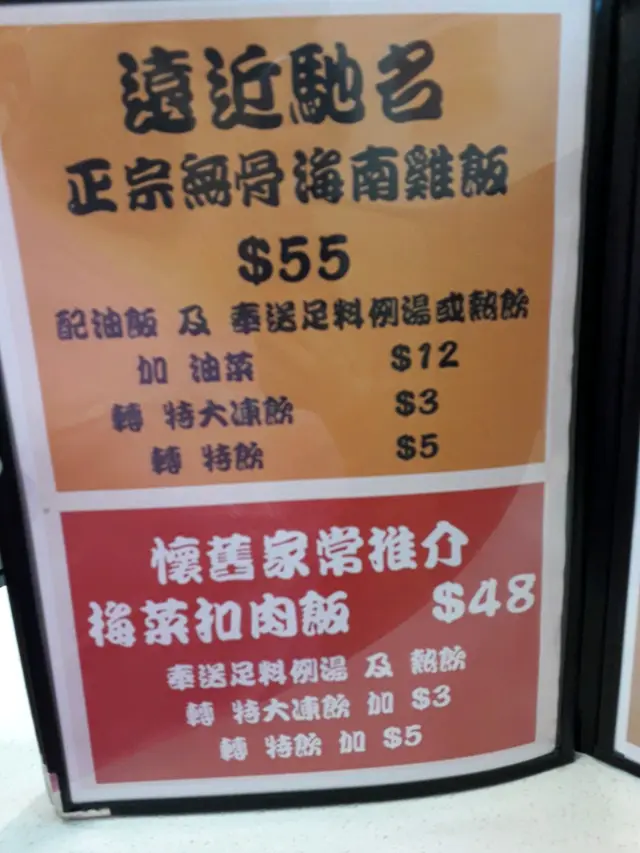 遠近馳名
正宗無骨海南雞飯
$55
配油飯 及 奉送足料例湯或熱飲
加 油菜 $12
轉 特大凍飲 $3
轉 特飲 $5
懷舊家常推介
梅菜扣肉飯 $48
奉送足料例湯 及 熱飲
轉 特大凍飲 加 $3
轉 特飲 加 $5